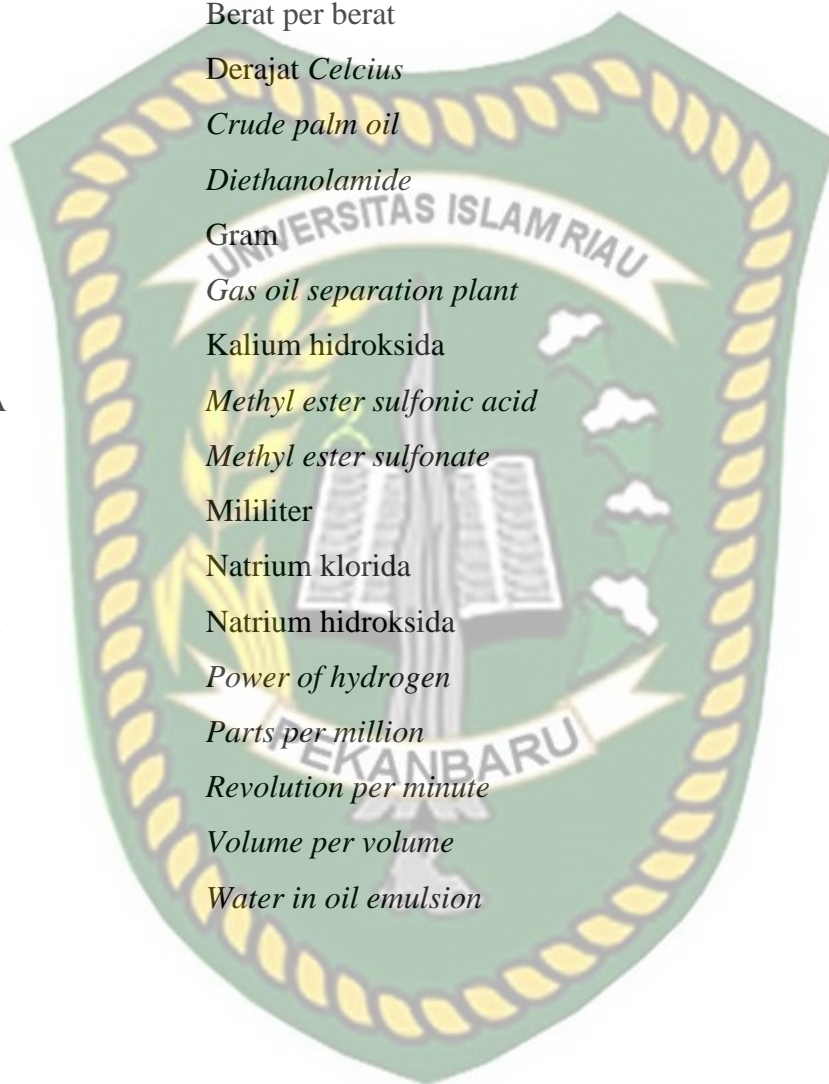 Berat per berat
Derajat Celcius
Crude palm oil
Diethanolamide
UNIVERSITAS ISLAM RIAU
Gram
Gas oil separation plant
Kalium hidroksida
A
Methyl ester sulfonic acid
Methyl ester sulfonate
Mililiter
Natrium klorida
Natrium hidroksida
Power of hydrogen
Parts per million
PEKANBARU
Revolution per minute
Volume per volume
Water in oil emulsion